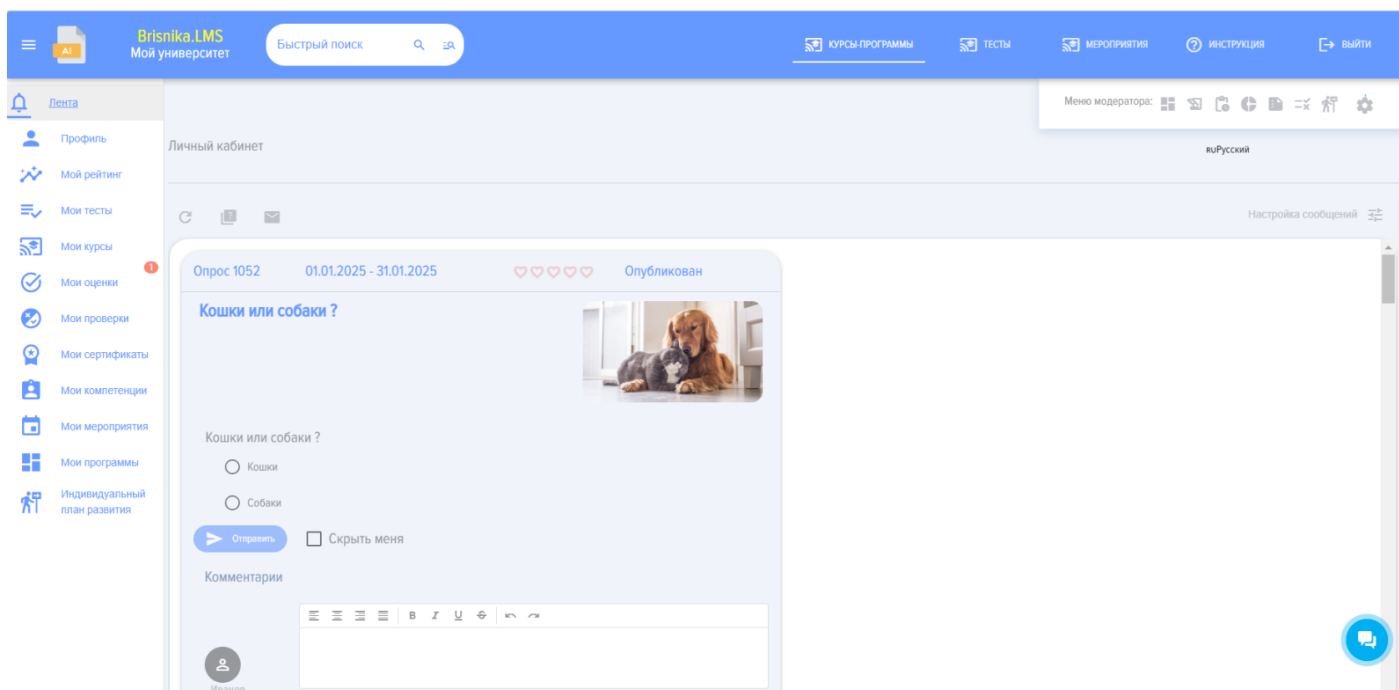 AI
Brisnika.LMS
Мой университет
Быстрый поиск
КУРСЫ-ПРОГРАММЫ
ТЕСТЫ
МЕРОПРИЯТИЯ
ИНСТРУКЦИЯ
ВЫЙТИ
Меню модератора:
Лента
Профиль
Мой рейтинг
Мои тесты
Мои курсы
1
Мои оценки
Мои проверки
Мои сертификаты
Мои компетенции
Мои мероприятия
Мои программы
Индивидуальный
план развития
Личный кабинет
RUРусский
Настройка сообщений
Опрос 1052 01.01.2025 - 31.01.2025 Опубликован
Кошки или собаки ?
Кошки или собаки ?
Кошки
Собаки
Отправить Скрыть меня
Комментарии
B I U S
Иванов